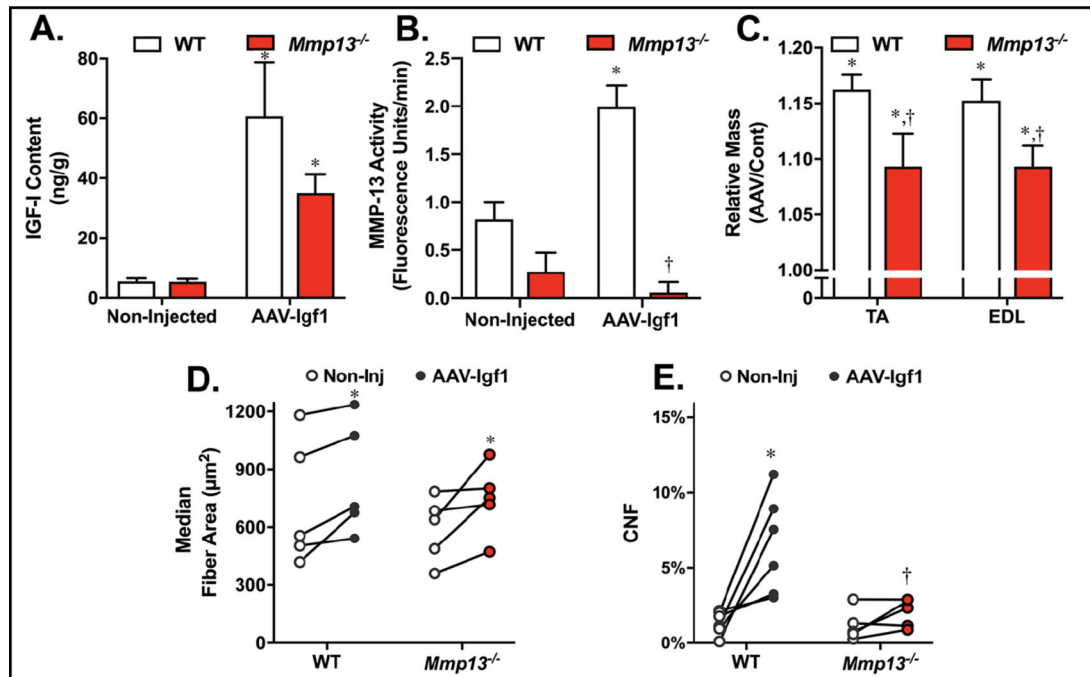 A.
WT Mmp13-/-
IGF-I Content
(ng/g)
80
60
40
20
0
*
*
Non-Injected AAV-Igf1
B.
WT Mmp13-/-
MMP-13 Activity
(Fluorescence Units/min)
2.5
2.0
1.5
1.0
0.5
0.0
*
†
Non-Injected AAV-Igf1
C.
WT Mmp13-/-
Relative Mass
(AAV/Cont)
1.20
1.15
1.10
1.05
1.00
0
*
*,†
*
*,†
TA EDL
D.
Non-Inj AAV-Igf1
Median
Fiber Area (µm²)
1200
900
600
300
0
*
*
WT Mmp13-/-
E.
Non-Inj AAV-Igf1
CNF
15%
10%
5%
0%
*
†
WT Mmp13-/-